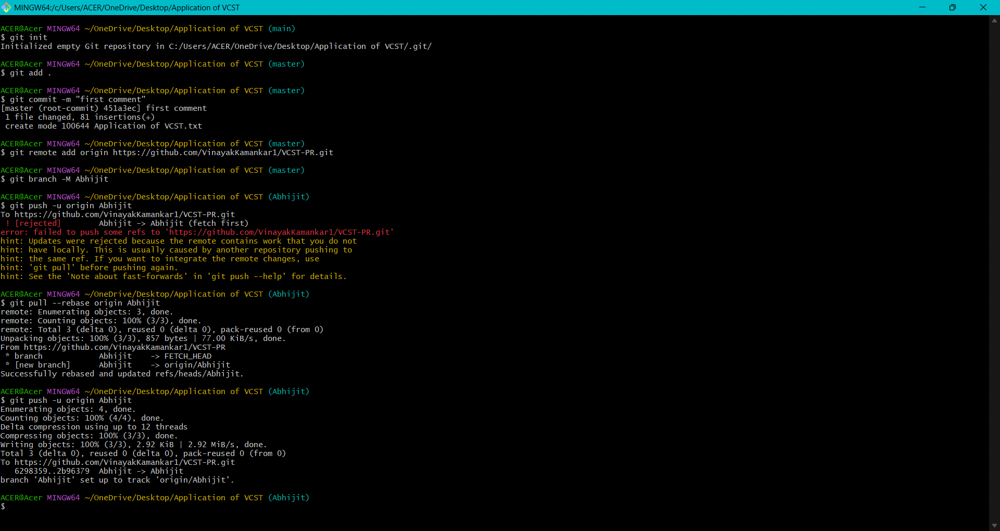 MINGW64:/c/Users/ACER/OneDrive/Desktop/Application of VCST
ACER@Acer MINGW64 ~/OneDrive/Desktop/Application of VCST (main)
$ git init
Initialized empty Git repository in C:/Users/ACER/OneDrive/Desktop/Application of VCST/.git/
ACER@Acer MINGW64 ~/OneDrive/Desktop/Application of VCST (master)
$ git add .
ACER@Acer MINGW64 ~/OneDrive/Desktop/Application of VCST (master)
$ git commit -m "first comment"
[master (root-commit) 451a3ec] first comment
 1 file changed, 81 insertions(+)
 create mode 100644 Application of VCST.txt
ACER@Acer MINGW64 ~/OneDrive/Desktop/Application of VCST (master)
$ git remote add origin https://github.com/VinayakKamankar1/VCST-PR.git
ACER@Acer MINGW64 ~/OneDrive/Desktop/Application of VCST (master)
$ git branch -M Abhijit
ACER@Acer MINGW64 ~/OneDrive/Desktop/Application of VCST (Abhijit)
$ git push -u origin Abhijit
To https://github.com/VinayakKamankar1/VCST-PR.git
 ! [rejected]        Abhijit -> Abhijit (fetch first)
error: failed to push some refs to 'https://github.com/VinayakKamankar1/VCST-PR.git'
hint: Updates were rejected because the remote contains work that you do not
hint: have locally. This is usually caused by another repository pushing to
hint: the same ref. If you want to integrate the remote changes, use
hint: 'git pull' before pushing again.
hint: See the 'Note about fast-forwards' in 'git push --help' for details.
ACER@Acer MINGW64 ~/OneDrive/Desktop/Application of VCST (Abhijit)
$ git pull --rebase origin Abhijit
remote: Enumerating objects: 3, done.
remote: Counting objects: 100% (3/3), done.
remote: Total 3 (delta 0), reused 0 (delta 0), pack-reused 0 (from 0)
Unpacking objects: 100% (3/3), 857 bytes | 77.00 KiB/s, done.
From https://github.com/VinayakKamankar1/VCST-PR
 * branch            Abhijit    -> FETCH_HEAD
 * [new branch]      Abhijit    -> origin/Abhijit
Successfully rebased and updated refs/heads/Abhijit.
ACER@Acer MINGW64 ~/OneDrive/Desktop/Application of VCST (Abhijit)
$ git push -u origin Abhijit
Enumerating objects: 4, done.
Counting objects: 100% (4/4), done.
Delta compression using up to 12 threads
Compressing objects: 100% (3/3), done.
Writing objects: 100% (3/3), 2.92 KiB | 2.92 MiB/s, done.
Total 3 (delta 0), reused 0 (delta 0), pack-reused 0 (from 0)
To https://github.com/VinayakKamankar1/VCST-PR.git
   6298359..2b96379  Abhijit -> Abhijit
branch 'Abhijit' set up to track 'origin/Abhijit'.
ACER@Acer MINGW64 ~/OneDrive/Desktop/Application of VCST (Abhijit)
$